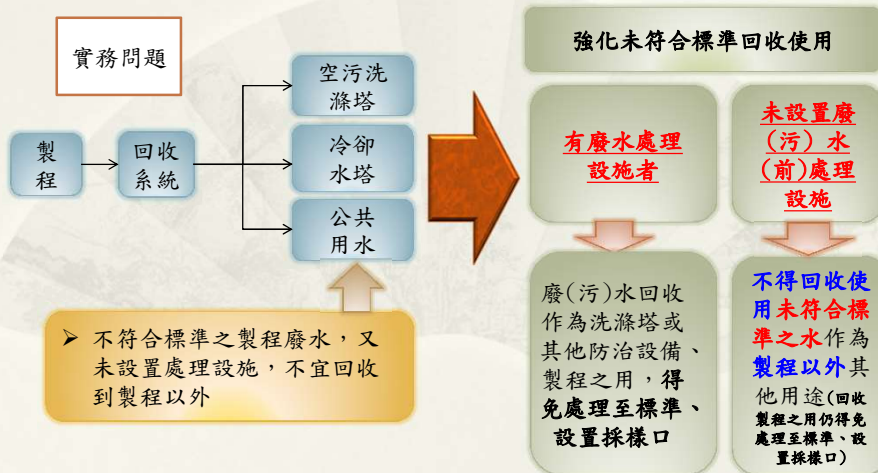 實務問題
製
程
回收
系統
空污洗
滌塔
冷卻
水塔
公共
用水
➢ 不符合標準之製程廢水，又
未設置處理設施，不宜回收
到製程以外
強化未符合標準回收使用
有廢水處理
設施者
廢(污)水回收
作為洗滌塔或
其他防治設備、
製程之用，得
免處理至標準、
設置採樣口
未設置廢
(污) 水
(前)處理
設施
不得回收使
用未符合標
準之水作為
製程以外其
他用途(回收
製程之用仍得免
處理至標準、設
置採樣口)